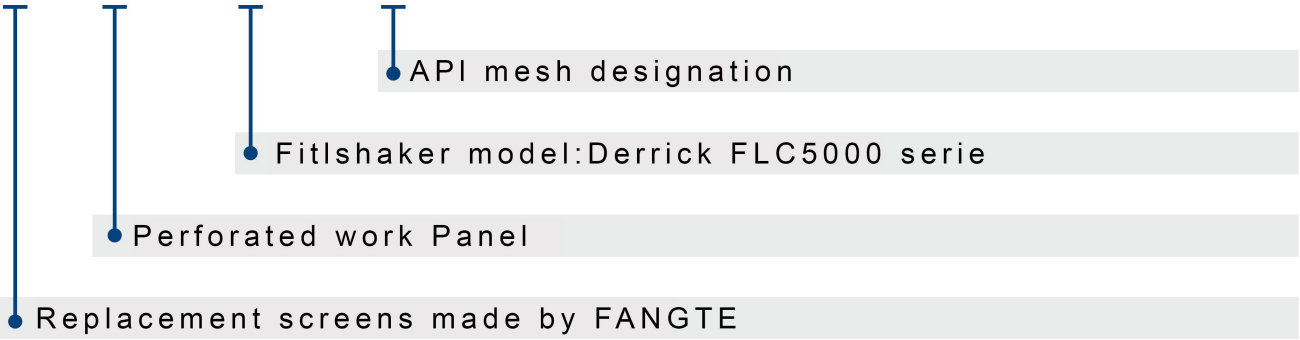 API mesh designation
Fitlshaker model:Derrick FLC5000 serie
Perforated work Panel
Replacement screens made by FANGTE